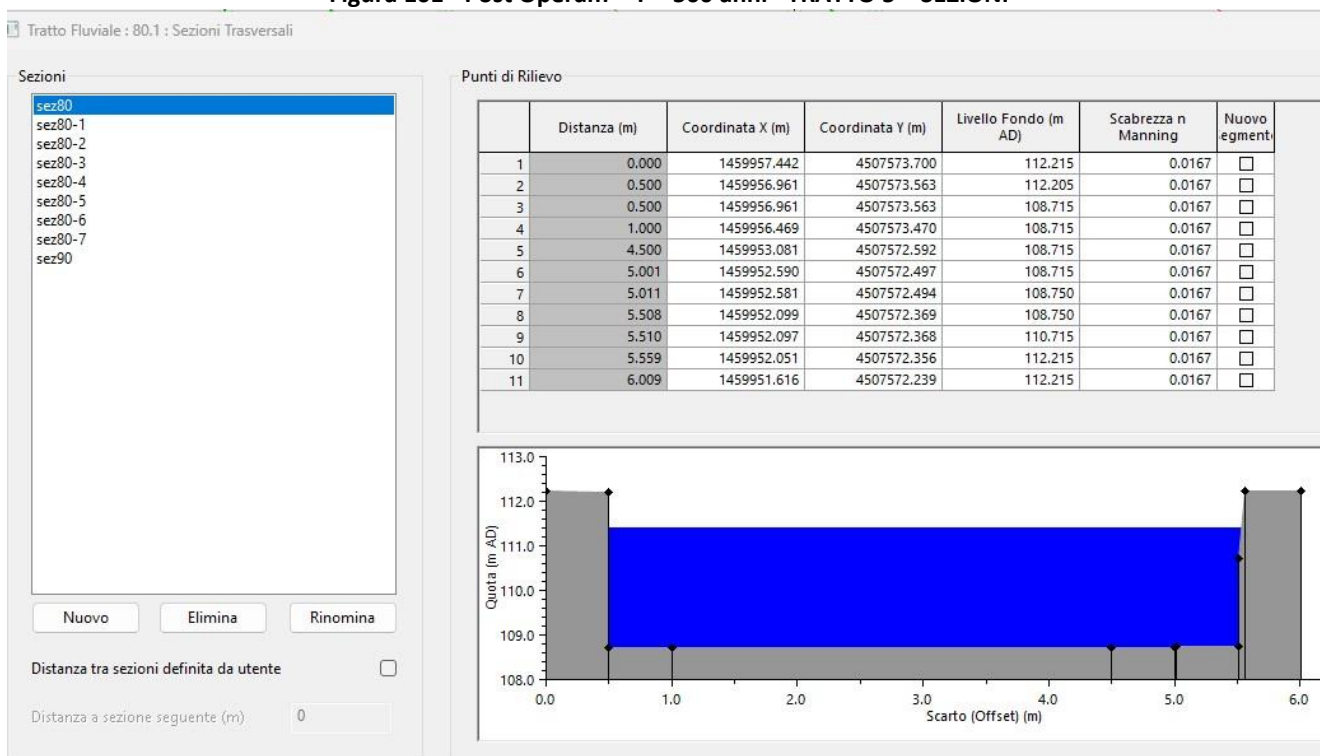 Tratto Fluviale : 80.1 : Sezioni Trasversali
Sezioni
sez80
sez80-1
sez80-2
sez80-3
sez80-4
sez80-5
sez80-6
sez80-7
sez90
Nuovo Elimina Rinomina
Distanza tra sezioni definita da utente
Distanza a sezione seguente (m) 0
Punti di Rilievo
Distanza (m) Coordinata X (m) Coordinata Y (m) Livello Fondo (m AD) Scabrezza n Manning Nuovo egment
1 0.000 1459957.442 4507573.700 112.215 0.0167
2 0.500 1459956.961 4507573.563 112.205 0.0167
3 0.500 1459956.961 4507573.563 108.715 0.0167
4 1.000 1459956.469 4507573.470 108.715 0.0167
5 4.500 1459953.081 4507572.592 108.715 0.0167
6 5.001 1459952.590 4507572.497 108.715 0.0167
7 5.011 1459952.581 4507572.494 108.750 0.0167
8 5.508 1459952.099 4507572.369 108.750 0.0167
9 5.510 1459952.097 4507572.368 110.715 0.0167
10 5.559 1459952.051 4507572.356 112.215 0.0167
11 6.009 1459951.616 4507572.239 112.215 0.0167
Quota (m AD)
113.0
112.0
111.0
110.0
109.0
108.0
0.0 1.0 2.0 3.0 4.0 5.0 6.0
Scarto (Offset) (m)